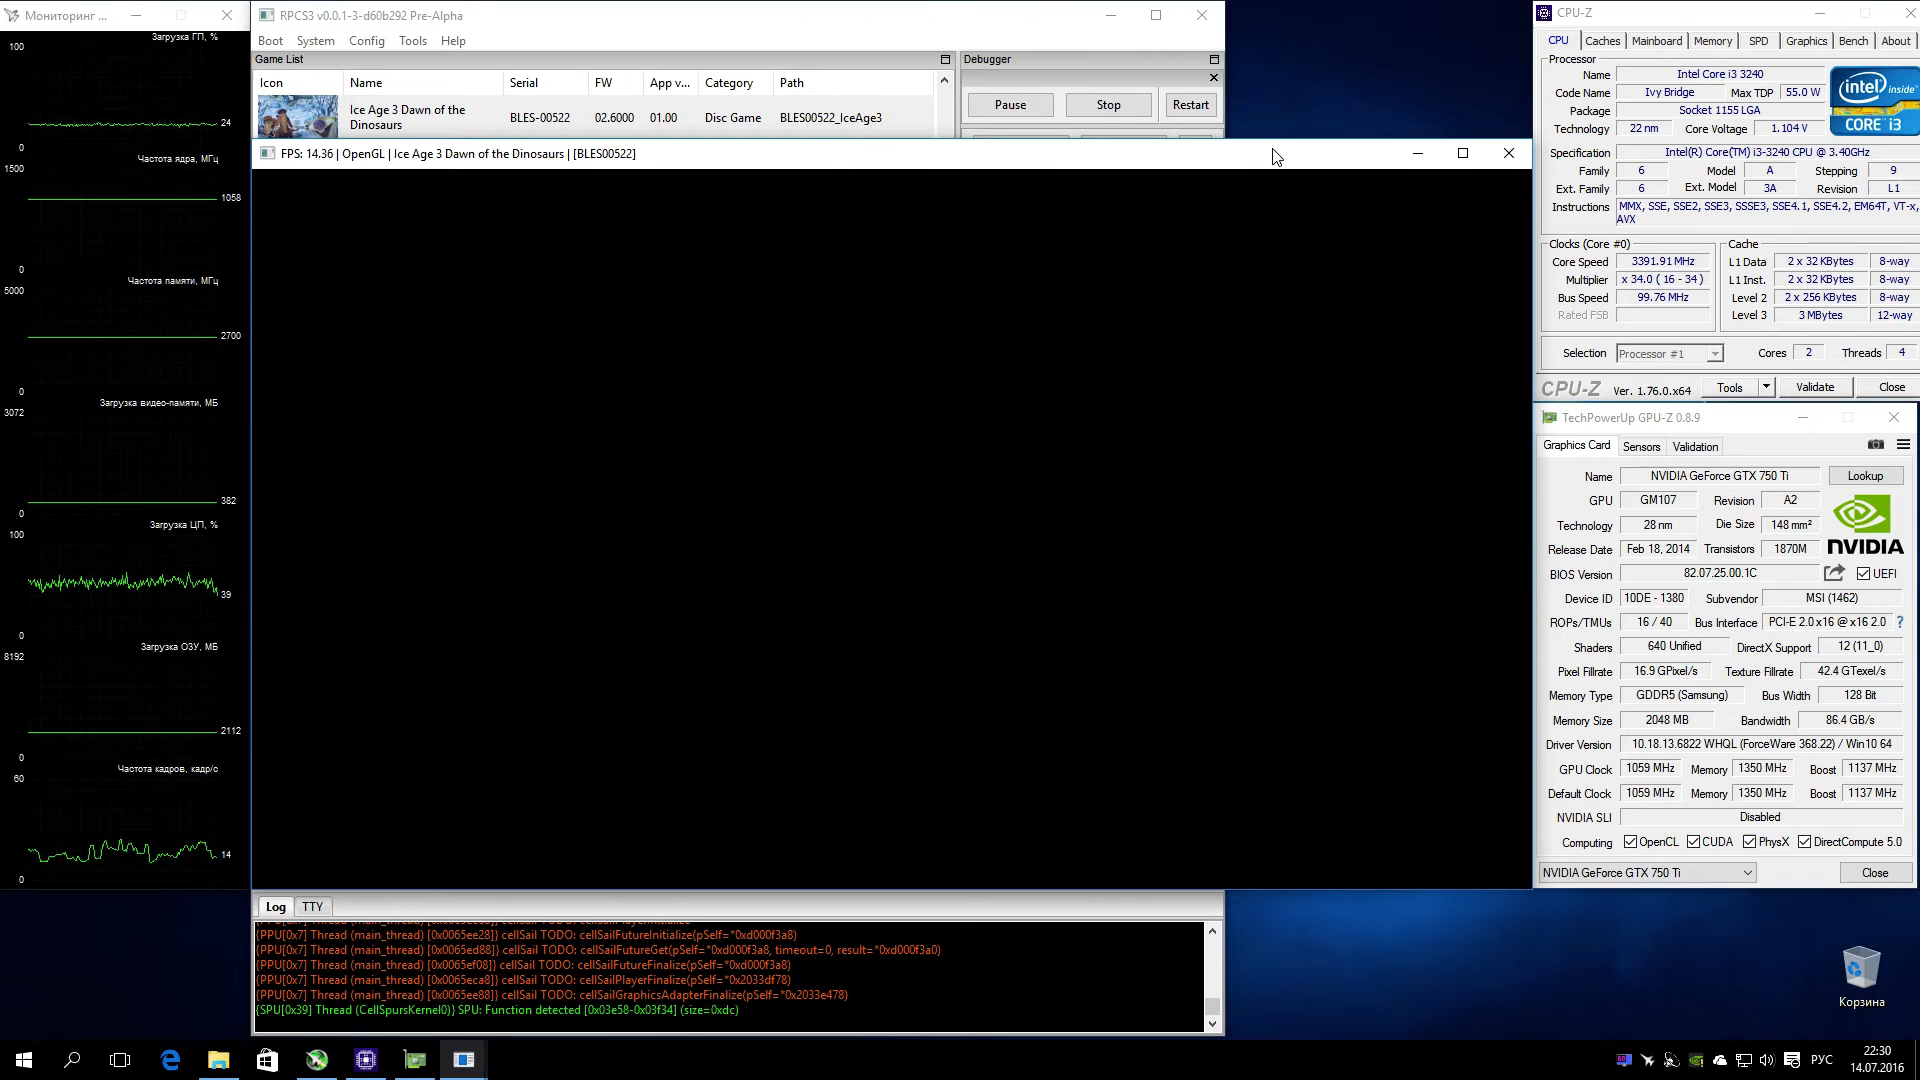 Мониторинг ...
Загрузка ГП, %
100
24
0
Частота ядра, МГц
1500
1058
0
Частота памяти, МГц
5000
2700
0
Загрузка видео-памяти, МБ
3072
382
0
Загрузка ЦП, %
100
39
0
Загрузка ОЗУ, МБ
8192
2112
0
Частота кадров, кадр/с
60
14
0
RPCS3 v0.0.1-3-d60b292 Pre-Alpha
Boot System Config Tools Help
Game List
Icon Name Serial FW App v... Category Path
Ice Age 3 Dawn of the
Dinosaurs
BLES-00522 02.6000 01.00 Disc Game BLES00522_IceAge3
Debugger
Pause Stop Restart
FPS: 14.36 | OpenGL | Ice Age 3 Dawn of the Dinosaurs | [BLES00522]
Log TTY
{PPU[0x7] Thread (main_thread) [0x0065ee28]} cellSail TODO: cellSailFutureInitialize(pSelf=*0xd000f3a8)
{PPU[0x7] Thread (main_thread) [0x0065ed88]} cellSail TODO: cellSailFutureGet(pSelf=*0xd000f3a8, timeout=0, result=*0xd000f3a0)
{PPU[0x7] Thread (main_thread) [0x0065ef08]} cellSail TODO: cellSailFutureFinalize(pSelf=*0xd000f3a8)
{PPU[0x7] Thread (main_thread) [0x0065eca8]} cellSail TODO: cellSailPlayerFinalize(pSelf=*0x2033df78)
{PPU[0x7] Thread (main_thread) [0x0065ee88]} cellSail TODO: cellSailGraphicsAdapterFinalize(pSelf=*0x2033e478)
{SPU[0x39] Thread (CellSpursKernel0)} SPU: Function detected [0x03e58-0x03f34] (size=0xdc)
CPU-Z
CPU Caches Mainboard Memory SPD Graphics Bench About
Processor
Name Intel Core i3 3240
Code Name Ivy Bridge Max TDP 55.0 W
Package Socket 1155 LGA
Technology 22 nm Core Voltage 1.104 V
intel inside™
CORE i3
Specification Intel(R) Core(TM) i3-3240 CPU @ 3.40GHz
Family 6 Model A Stepping 9
Ext. Family 6 Ext. Model 3A Revision L1
Instructions MMX, SSE, SSE2, SSE3, SSSE3, SSE4.1, SSE4.2, EM64T, VT-x,
AVX
Clocks (Core #0)
Core Speed 3391.91 MHz
Multiplier x 34.0 ( 16 - 34 )
Bus Speed 99.76 MHz
Rated FSB
Cache
L1 Data 2 x 32 KBytes 8-way
L1 Inst. 2 x 32 KBytes 8-way
Level 2 2 x 256 KBytes 8-way
Level 3 3 MBytes 12-way
Selection Processor #1 Cores 2 Threads 4
CPU-Z Ver. 1.76.0.x64 Tools Validate Close
TechPowerUp GPU-Z 0.8.9
Graphics Card Sensors Validation
Name NVIDIA GeForce GTX 750 Ti Lookup
GPU GM107 Revision A2
Technology 28 nm Die Size 148 mm²
Release Date Feb 18, 2014 Transistors 1870M
NVIDIA
BIOS Version 82.07.25.00.1C UEFI
Device ID 10DE - 1380 Subvendor MSI (1462)
ROPs/TMUs 16 / 40 Bus Interface PCI-E 2.0 x16 @ x16 2.0 ?
Shaders 640 Unified DirectX Support 12 (11_0)
Pixel Fillrate 16.9 GPixel/s Texture Fillrate 42.4 GTexel/s
Memory Type GDDR5 (Samsung) Bus Width 128 Bit
Memory Size 2048 MB Bandwidth 86.4 GB/s
Driver Version 10.18.13.6822 WHQL (ForceWare 368.22) / Win10 64
GPU Clock 1059 MHz Memory 1350 MHz Boost 1137 MHz
Default Clock 1059 MHz Memory 1350 MHz Boost 1137 MHz
NVIDIA SLI Disabled
Computing OpenCL CUDA PhysX DirectCompute 5.0
NVIDIA GeForce GTX 750 Ti Close
Корзина
РУС
22:30
14.07.2016